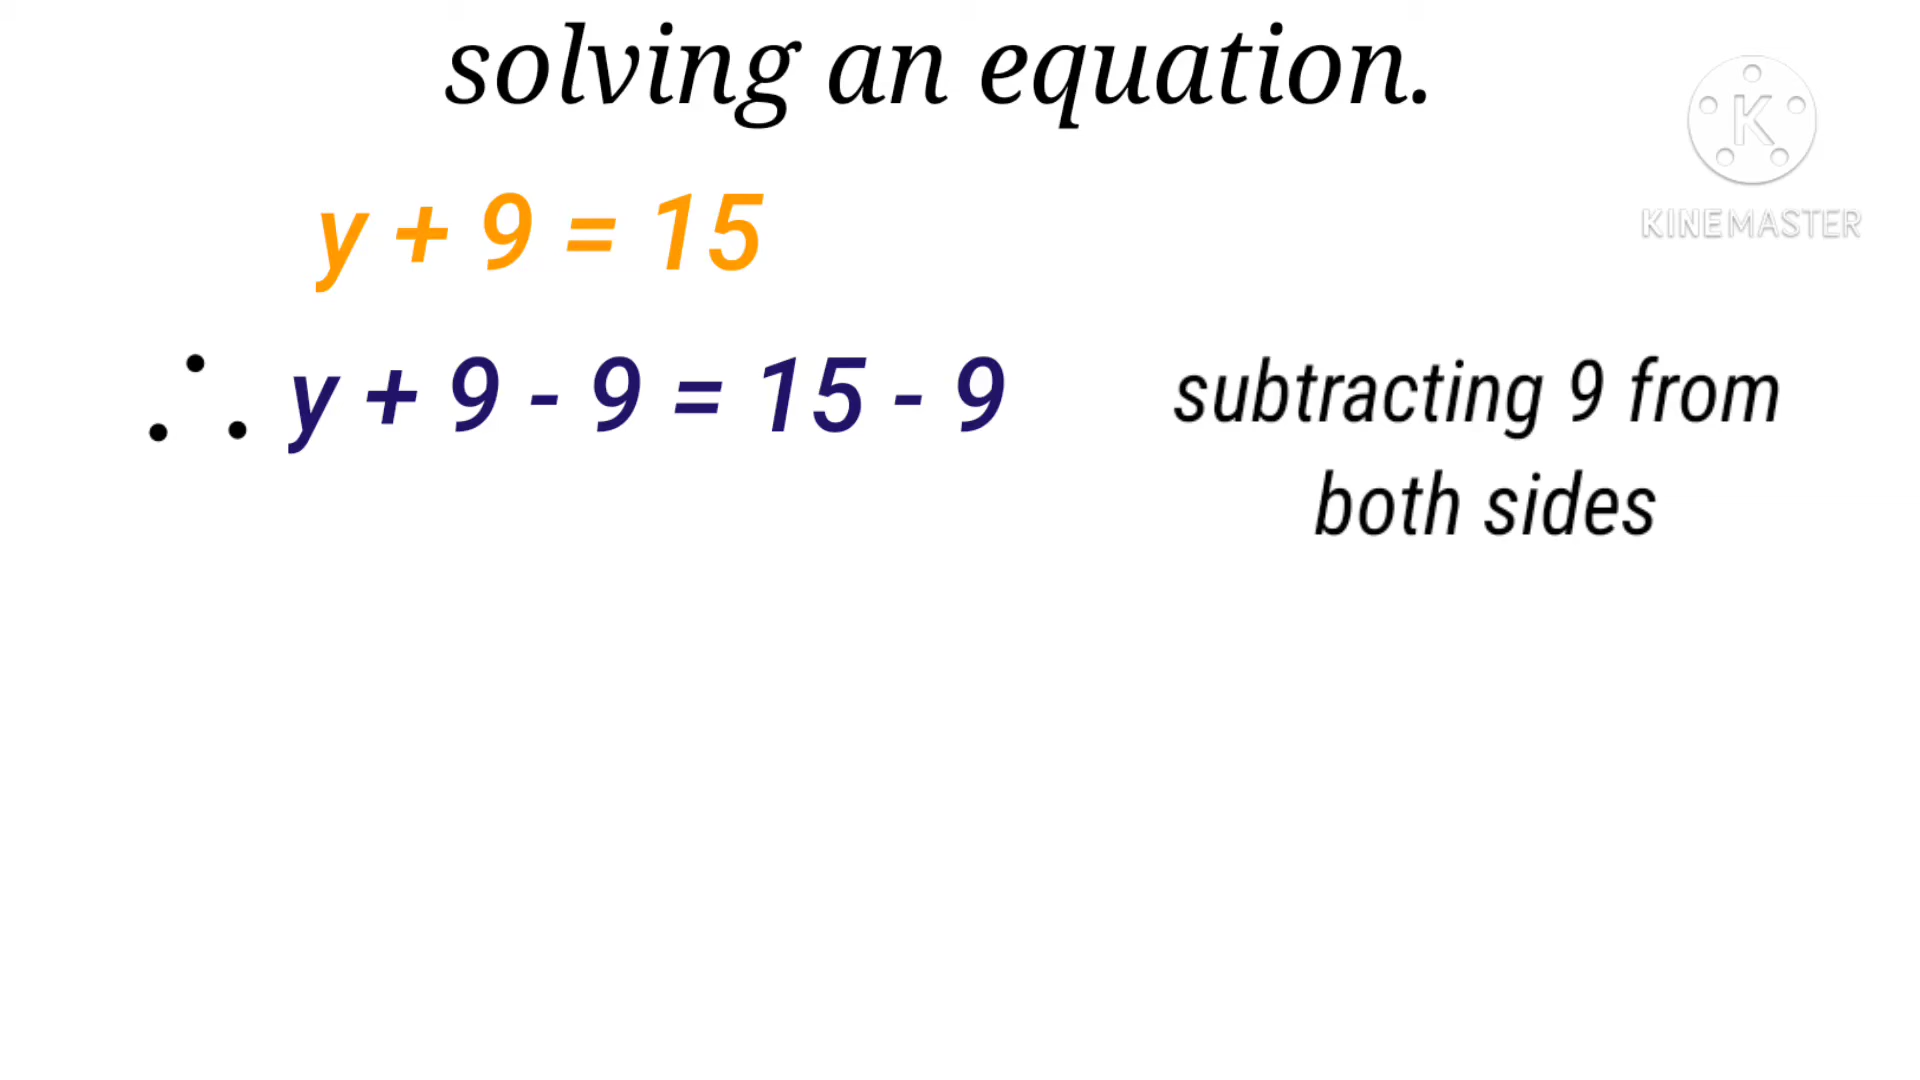 solving an equation.
K
KINEMASTER
y + 9 = 15
∴ y + 9 - 9 = 15 - 9
subtracting 9 from
both sides